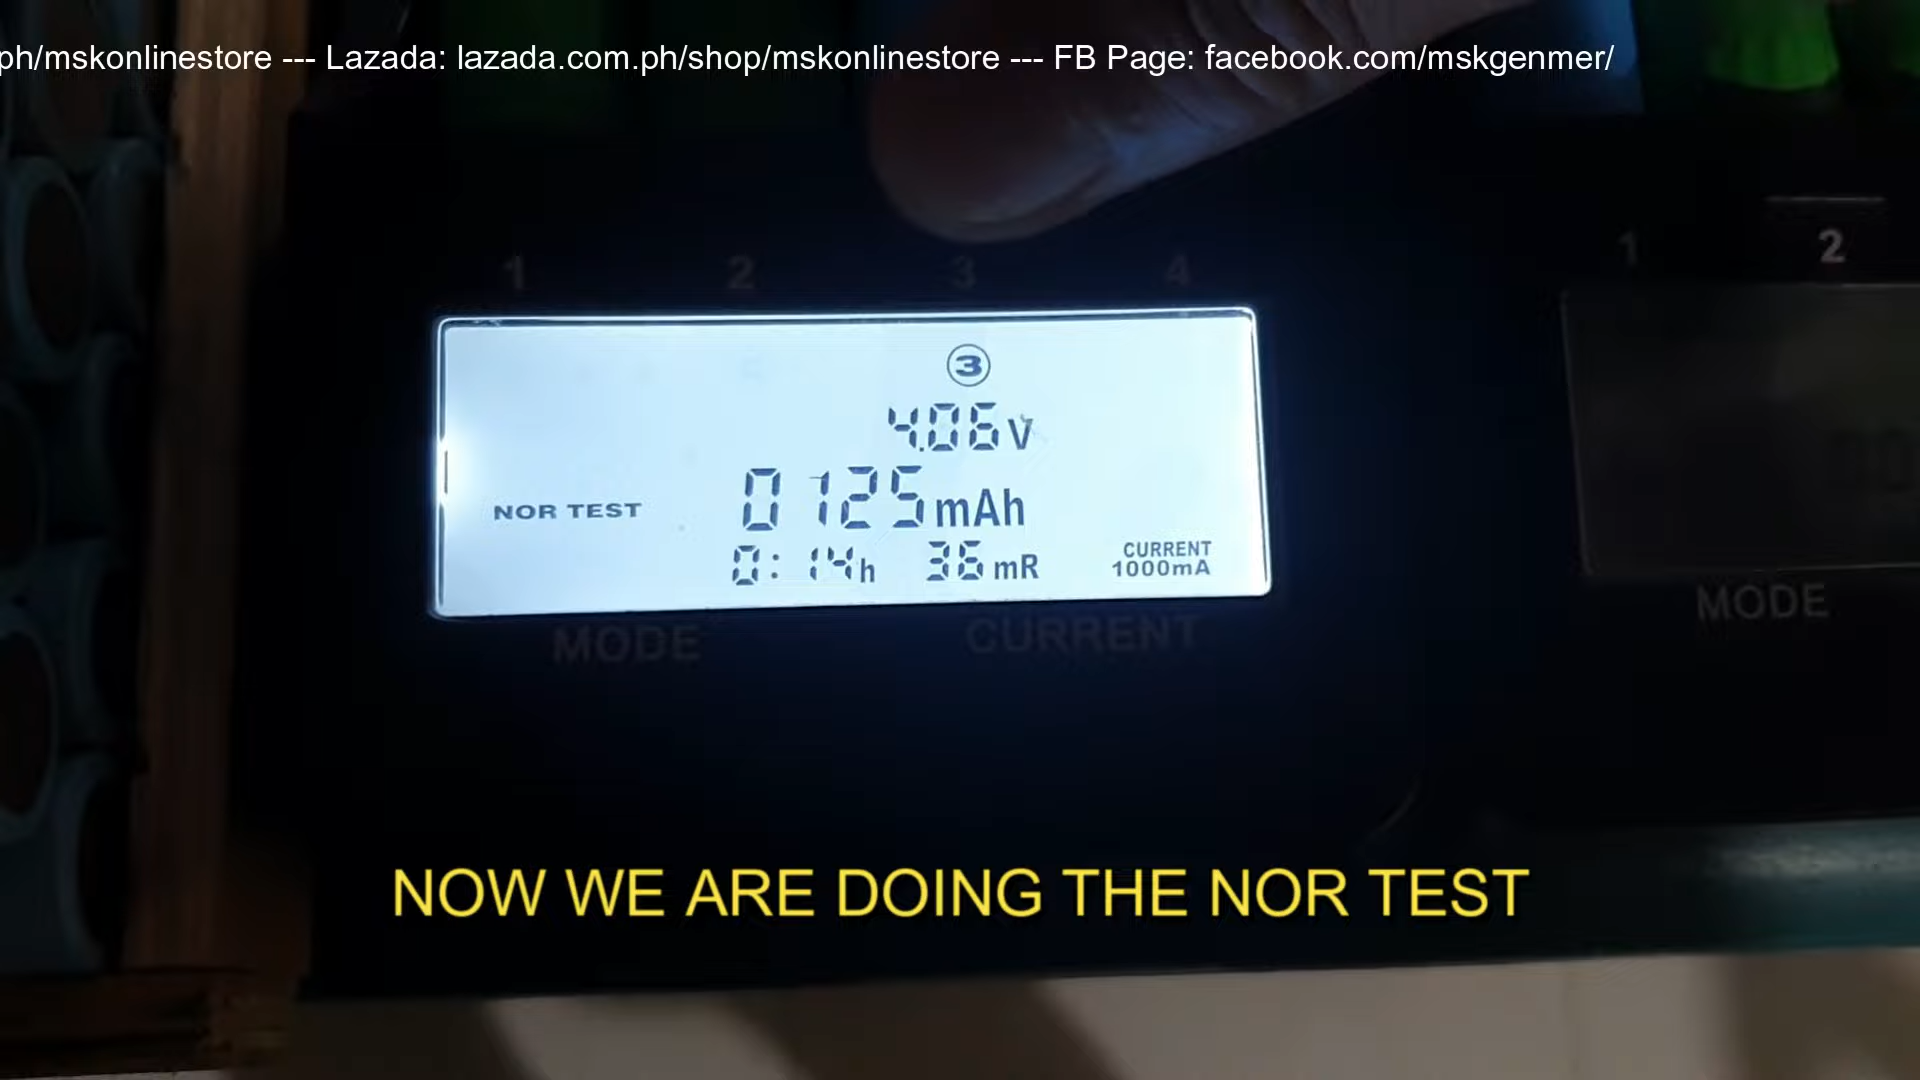 ph/mskonlinestore --- Lazada: lazada.com.ph/shop/mskonlinestore --- FB Page: facebook.com/mskgenmer/
1 2 3 4
1 2
3
4.06V
NOR TEST 0125mAh
0:14h 36mR CURRENT 1000mA
MODE CURRENT
MODE
NOW WE ARE DOING THE NOR TEST